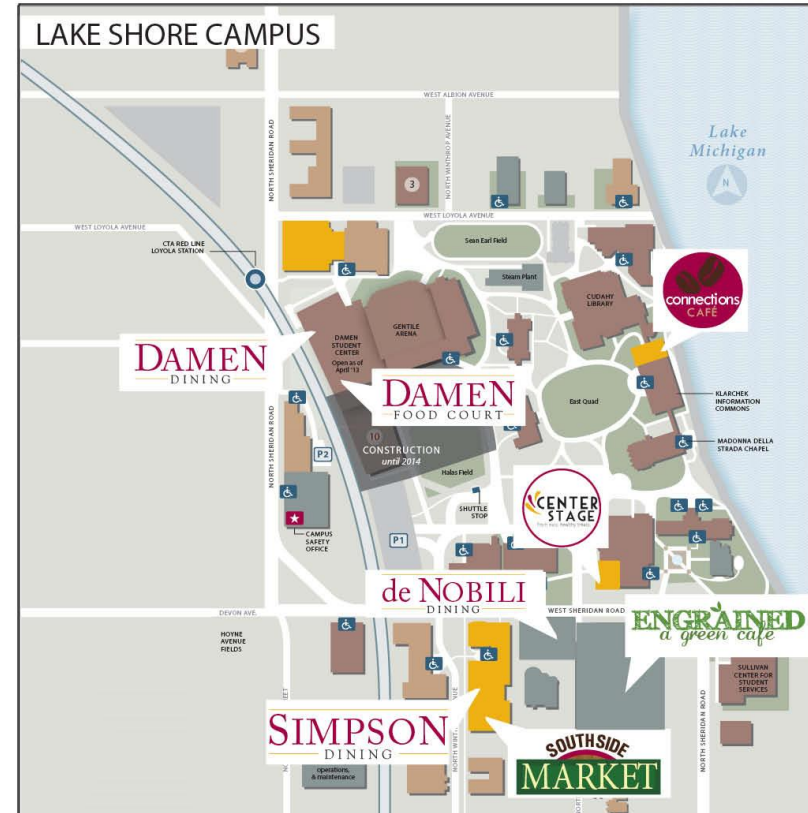 LAKE SHORE CAMPUS
WEST ALBION AVENUE
NORTH SHERIDAN ROAD
NORTH WINTHROP AVENUE
Lake
Michigan
N
3
WEST LOYOLA AVENUE
WEST LOYOLA AVENUE
CTA RED LINE
LOYOLA STATION
Sean Earl Field
Steam Plant
CUDAHY
LIBRARY
connections
CAFÉ
GENTILE
ARENA
DAMEN
STUDENT
CENTER
Open as of
April '13
DAMEN
DINING
DAMEN
FOOD COURT
East Quad
KLARCHEK
INFORMATION
COMMONS
MADONNA DELLA
STRADA CHAPEL
NORTH SHERIDAN ROAD
P2
10
CONSTRUCTION
until 2014
Halas Field
SHUTTLE
STOP
CENTER
STAGE
CAMPUS
SAFETY
OFFICE
P1
de NOBILI
DINING
DEVON AVE.
WEST SHERIDAN ROAD
ENGRAINED
a green cafe
HOYNE
AVENUE
FIELDS
SULLIVAN
CENTER FOR
STUDENT
SERVICES
SIMPSON
DINING
SOUTHSIDE
MARKET
NORTH SHERIDAN ROAD
operations,
& maintenance